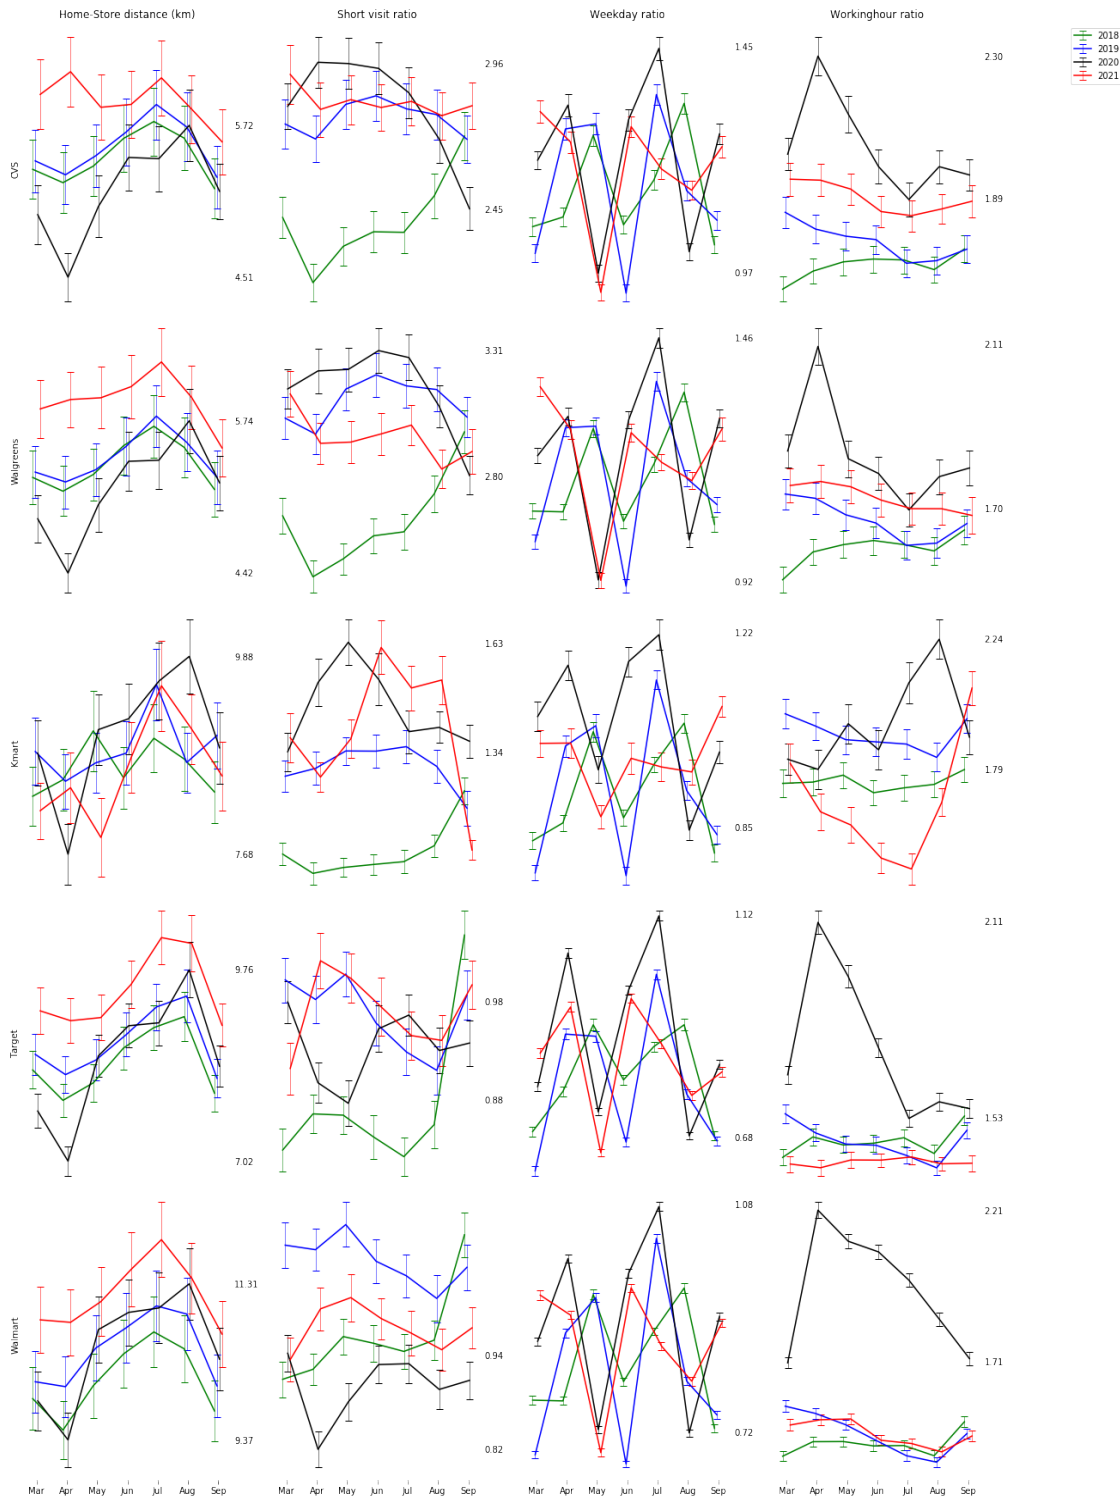 Home-Store distance (km) Short visit ratio Weekday ratio Workinghour ratio
2018
2019
2020
2021
CVS 5.72 4.51 2.96 2.45 1.45 0.97 2.30 1.89
Walgreens 5.74 4.42 3.31 2.80 1.46 0.92 2.11 1.70
Kmart 9.88 7.68 1.63 1.34 1.22 0.85 2.24 1.79
Target 9.76 7.02 0.98 0.88 1.12 0.68 2.11 1.53
Walmart 11.31 9.37 0.94 0.82 1.08 0.72 2.21 1.71
Mar Apr May Jun Jul Aug Sep Mar Apr May Jun Jul Aug Sep Mar Apr May Jun Jul Aug Sep Mar Apr May Jun Jul Aug Sep